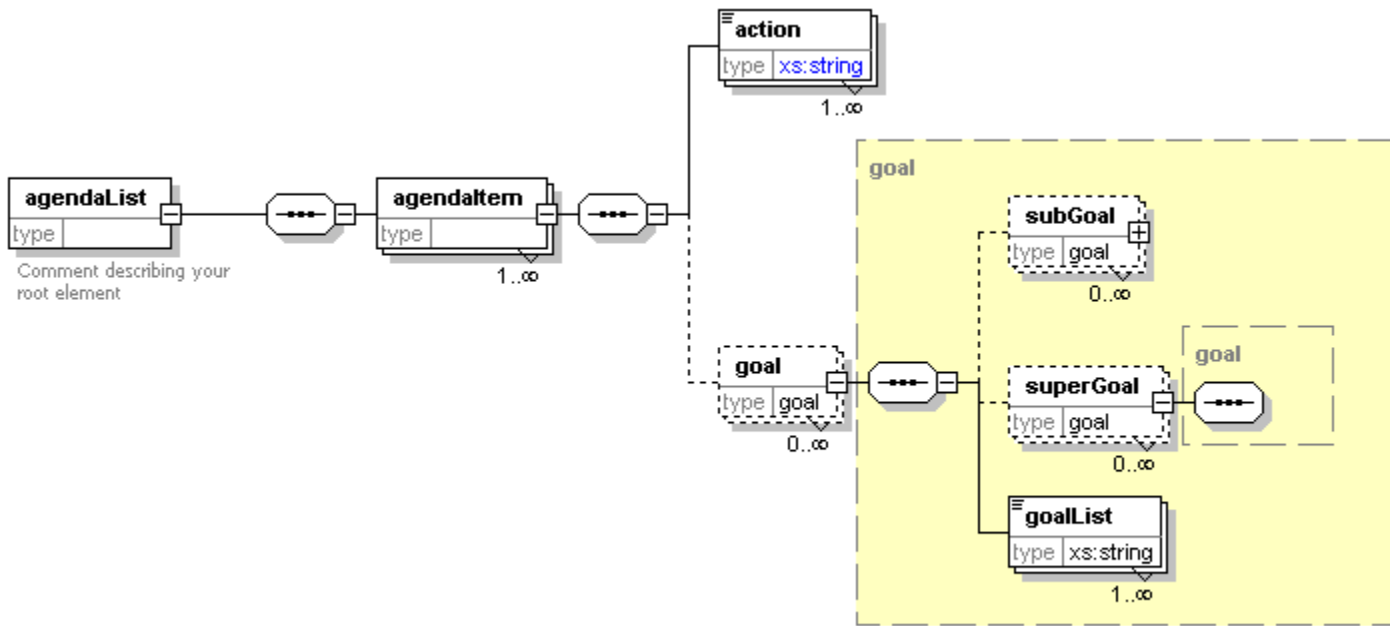 action
type xs:string
1..∞
goal
agendaList
type
Comment describing your
root element
agendaItem
type
1..∞
subGoal
type goal
0..∞
goal
type goal
0..∞
superGoal
type goal
0..∞
goal
goalList
type xs:string
1..∞